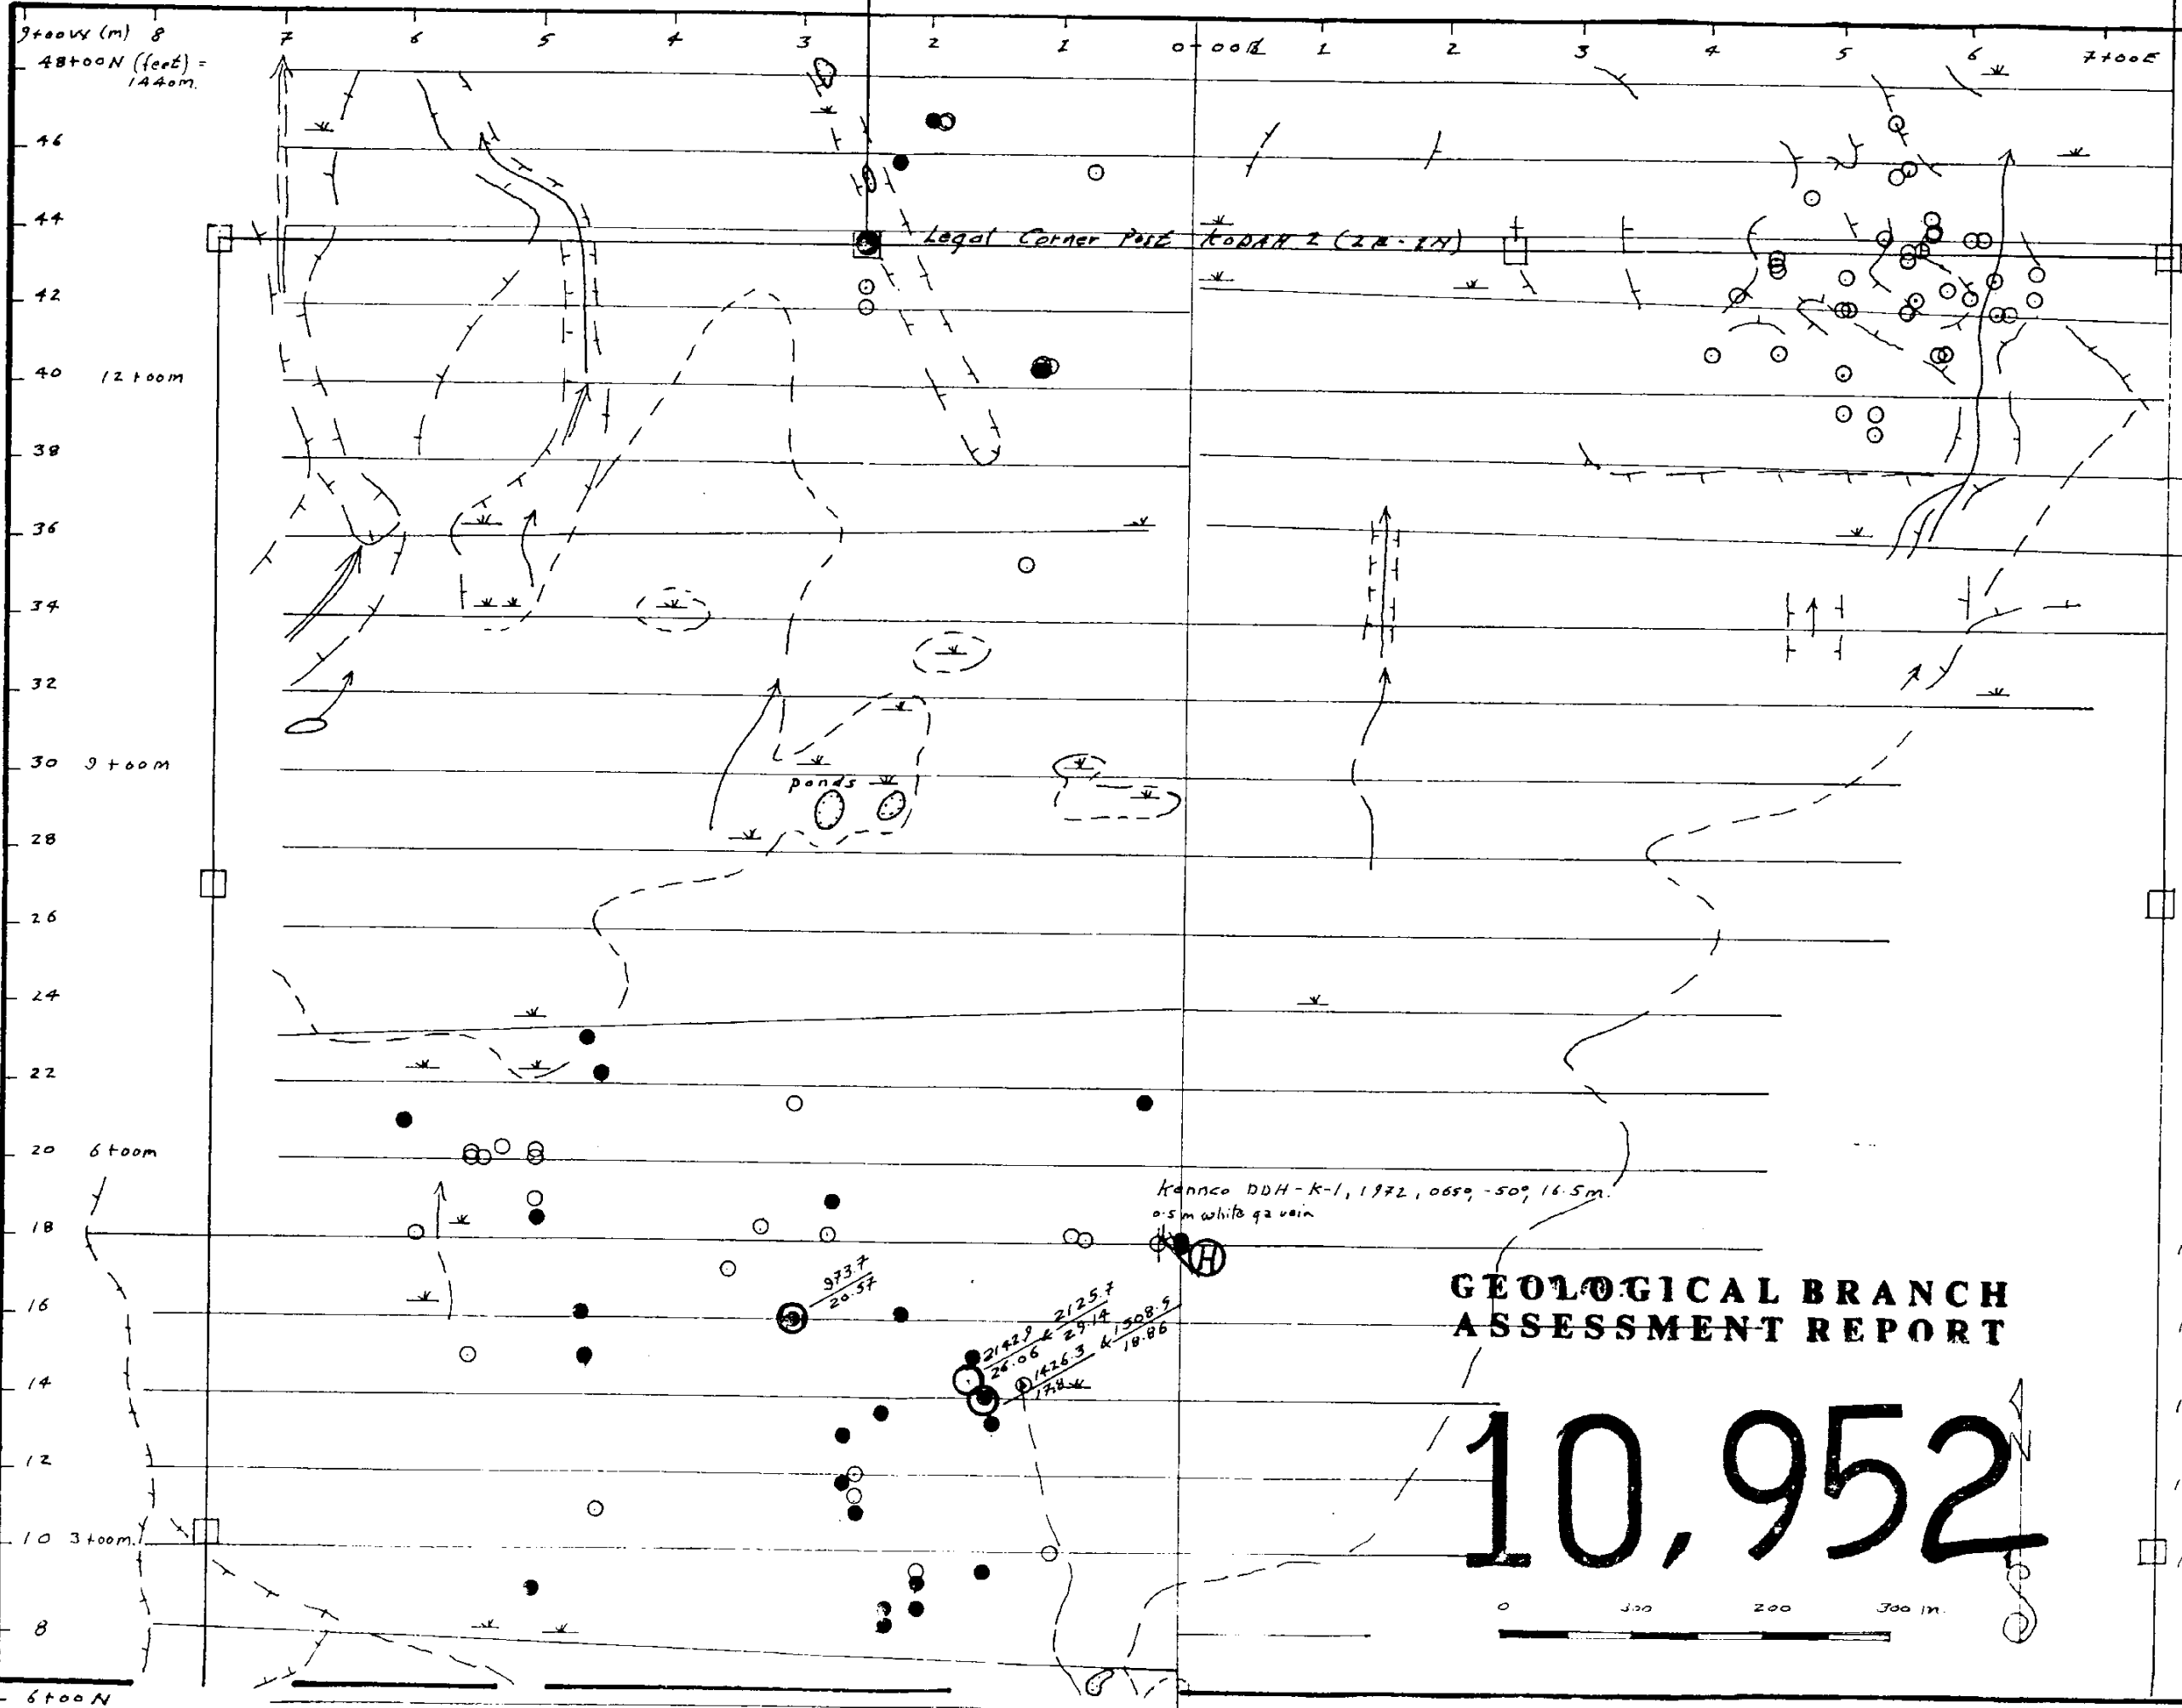 9+00W (m) 8 7 6 5 4 3 2 1 0+00E 1 2 3 4 5 6 7+00E
48+00N (feet) =
1440m.
46
44
Legal Corner Post KODAH 2 (2E-2N)
42
40 12+00m
38
36
34
32
30 9+00m
ponds
28
26
24
22
20 6+00m
Kennco DDH-K-1, 1972, 065°, -50°, 16.5m.
0.5m white qz vein
18
H
973.7
20.57
16
2142.9 & 2125.7
26.06 29.14
1426.3 & 1508.5
17.8 18.86
GEOLOGICAL BRANCH
ASSESSMENT REPORT
14
N
10,952
12
10 3+00m.
0 100 200 300 m.
8
6+00N